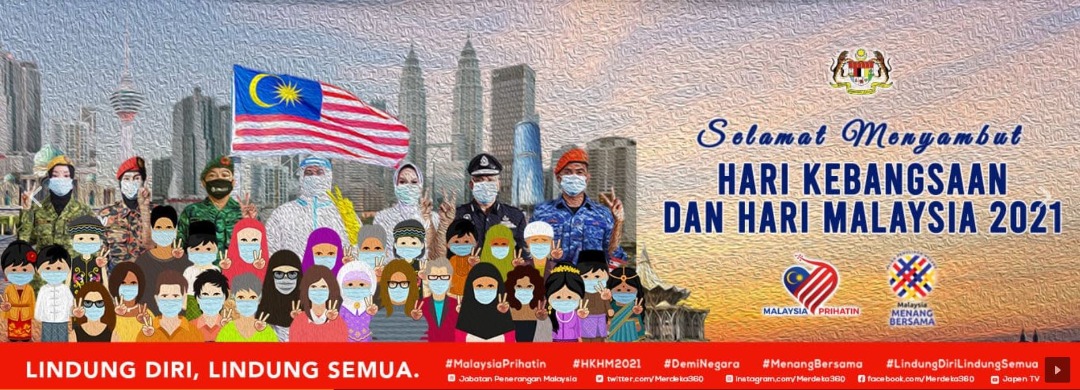 Selamat Menyambut
HARI KEBANGSAAN
DAN HARI MALAYSIA 2021
MALAYSIA PRIHATIN
Malaysia
MENANG
BERSAMA
LINDUNG DIRI, LINDUNG SEMUA.
#MalaysiaPrihatin #HKHM2021 #DemiNegara #MenangBersama #LindungDiriLindungSemua
Jabatan Penerangan Malaysia twitter.com/Merdeka360 instagram.com/Merdeka360 facebook.com/Merdeka360 Japen TV